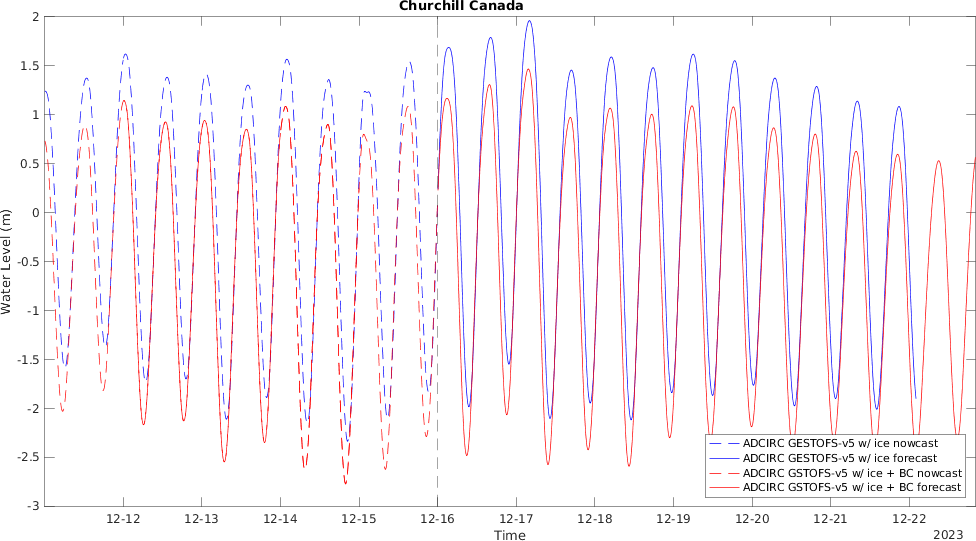 Churchill Canada
2
1.5
1
0.5
0
-0.5
-1
-1.5
-2
-2.5
-3
Water Level (m)
12-12 12-13 12-14 12-15 12-16 12-17 12-18 12-19 12-20 12-21 12-22
Time
2023
ADCIRC GESTOFS-v5 w/ ice nowcast
ADCIRC GESTOFS-v5 w/ ice forecast
ADCIRC GSTOFS-v5 w/ ice + BC nowcast
ADCIRC GSTOFS-v5 w/ ice + BC forecast